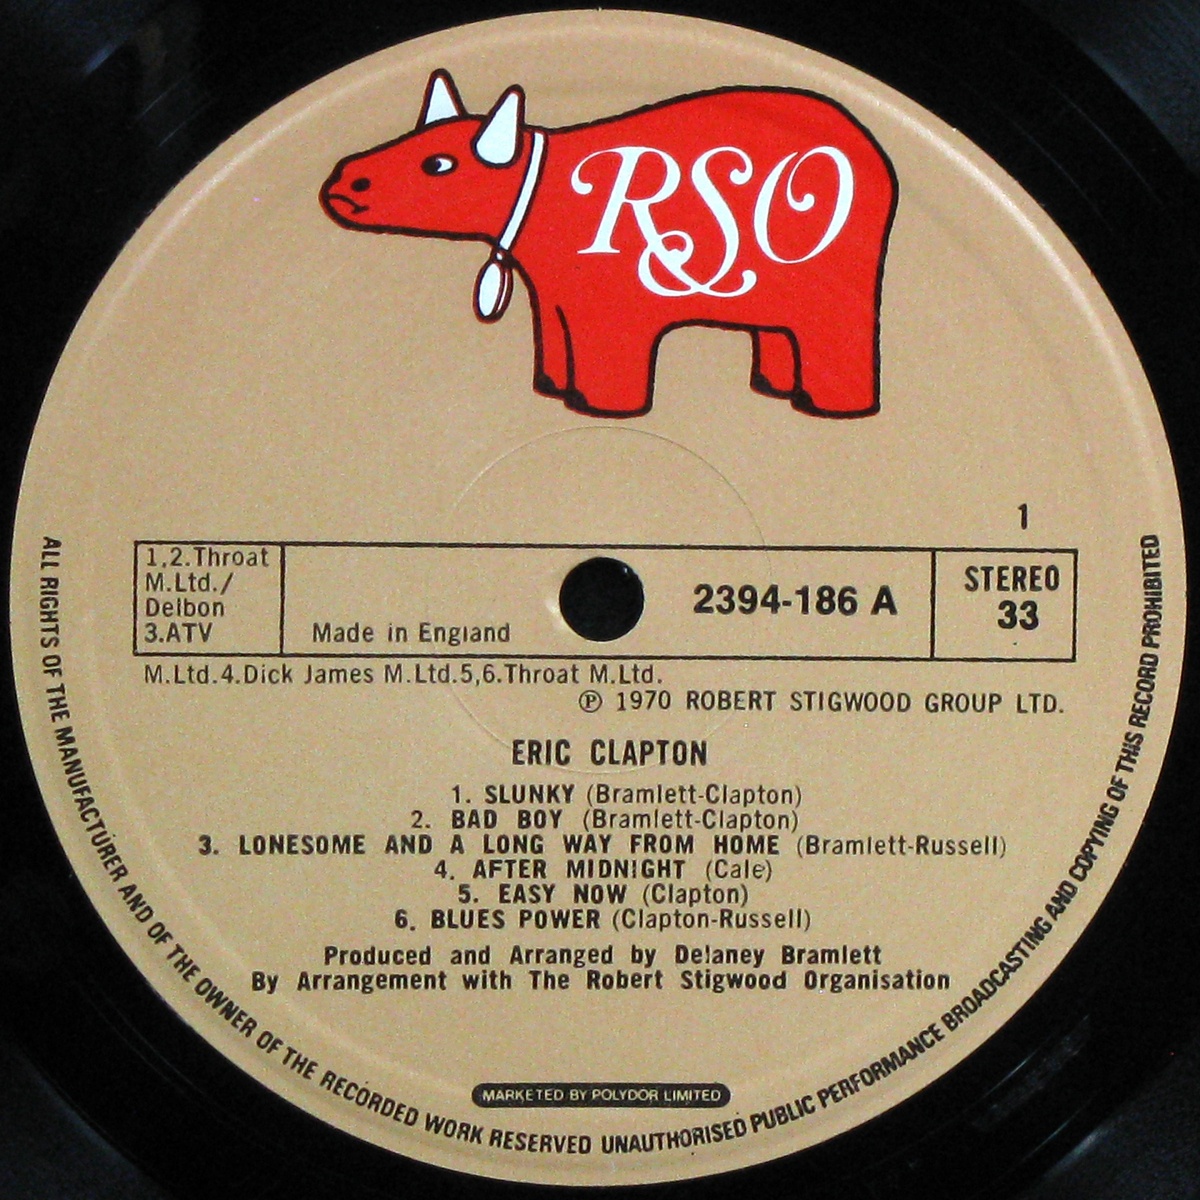 RSO
1
1,2.Throat
M.Ltd./
Delbon
3.ATV
Made in England
2394-186 A
STEREO
33
M.Ltd.4.Dick James M.Ltd.5,6.Throat M.Ltd.
℗ 1970 ROBERT STIGWOOD GROUP LTD.
ERIC CLAPTON
1. SLUNKY (Bramlett-Clapton)
2. BAD BOY (Bramlett-Clapton)
3. LONESOME AND A LONG WAY FROM HOME (Bramlett-Russell)
4. AFTER MIDNIGHT (Cale)
5. EASY NOW (Clapton)
6. BLUES POWER (Clapton-Russell)
Produced and Arranged by Delaney Bramlett
By Arrangement with The Robert Stigwood Organisation
MARKETED BY POLYDOR LIMITED
ALL RIGHTS OF THE MANUFACTURER AND OF THE OWNER OF THE RECORDED WORK RESERVED UNAUTHORISED PUBLIC PERFORMANCE BROADCASTING AND COPYING OF THIS RECORD PROHIBITED